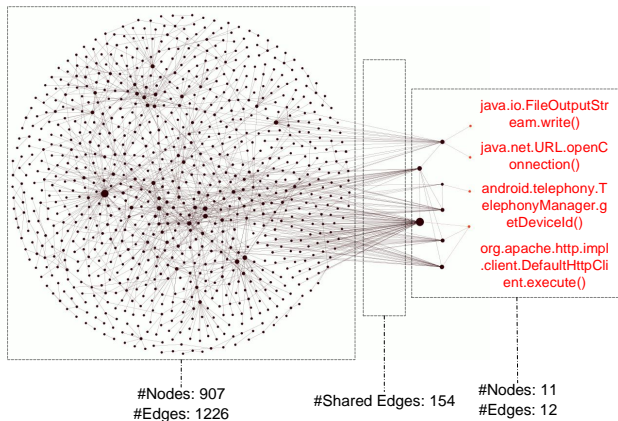 java.io.FileOutputStr
eam.write()
java.net.URL.openC
onnection()
android.telephony.T
elephonyManager.g
etDeviceId()
org.apache.http.impl
.client.DefaultHttpCli
ent.execute()
#Nodes: 907
#Edges: 1226
#Shared Edges: 154
#Nodes: 11
#Edges: 12